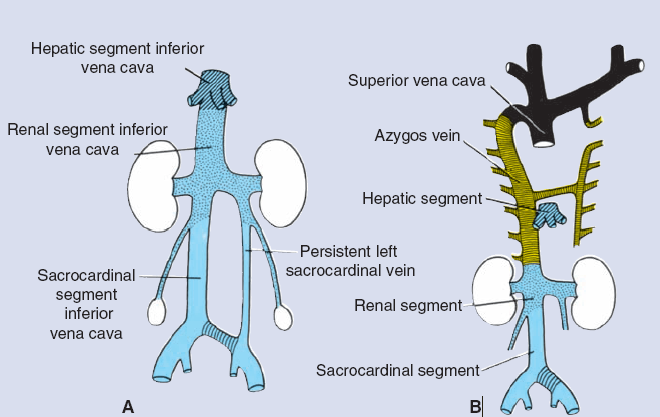 Hepatic segment inferior
vena cava
Renal segment inferior
vena cava
Sacrocardinal
segment
inferior
vena cava
Persistent left
sacrocardinal vein
A
Superior vena cava
Azygos vein
Hepatic segment
Renal segment
Sacrocardinal segment
B